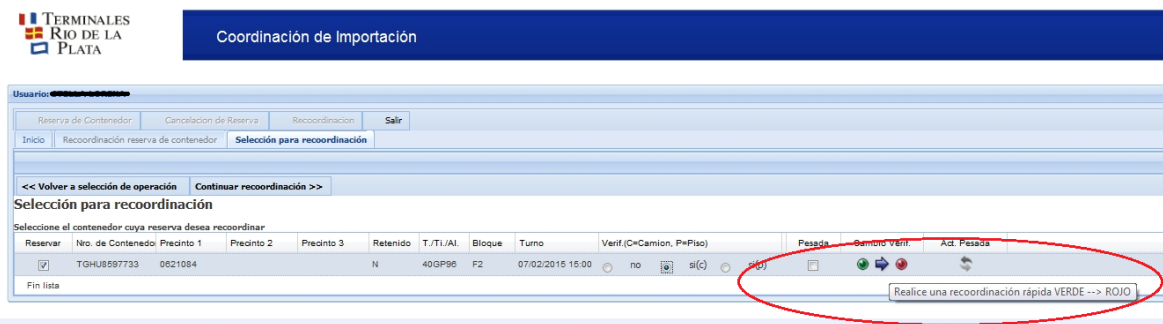 TERMINALES
RIO DE LA
PLATA
Coordinación de Importación
Usuario:
Reserva de Contenedor Cancelacion de Reserva Recoordinacion Salir
Inicio Recoordinación reserva de contenedor Selección para recoordinación
<< Volver a selección de operación Continuar recoordinación >>
Selección para recoordinación
Seleccione el contenedor cuya reserva desea recoordinar
Reservar Nro. de Contenedo Precinto 1 Precinto 2 Precinto 3 Retenido T./Ti./Al. Bloque Turno Verif.(C=Camion, P=Piso) Pesada Cambio Verif. Act. Pesada
TGHU8597733 0621084 N 40GP96 F2 07/02/2015 15:00 no si(c) si(p)
Fin lista
Realice una recoordinación rápida VERDE --> ROJO